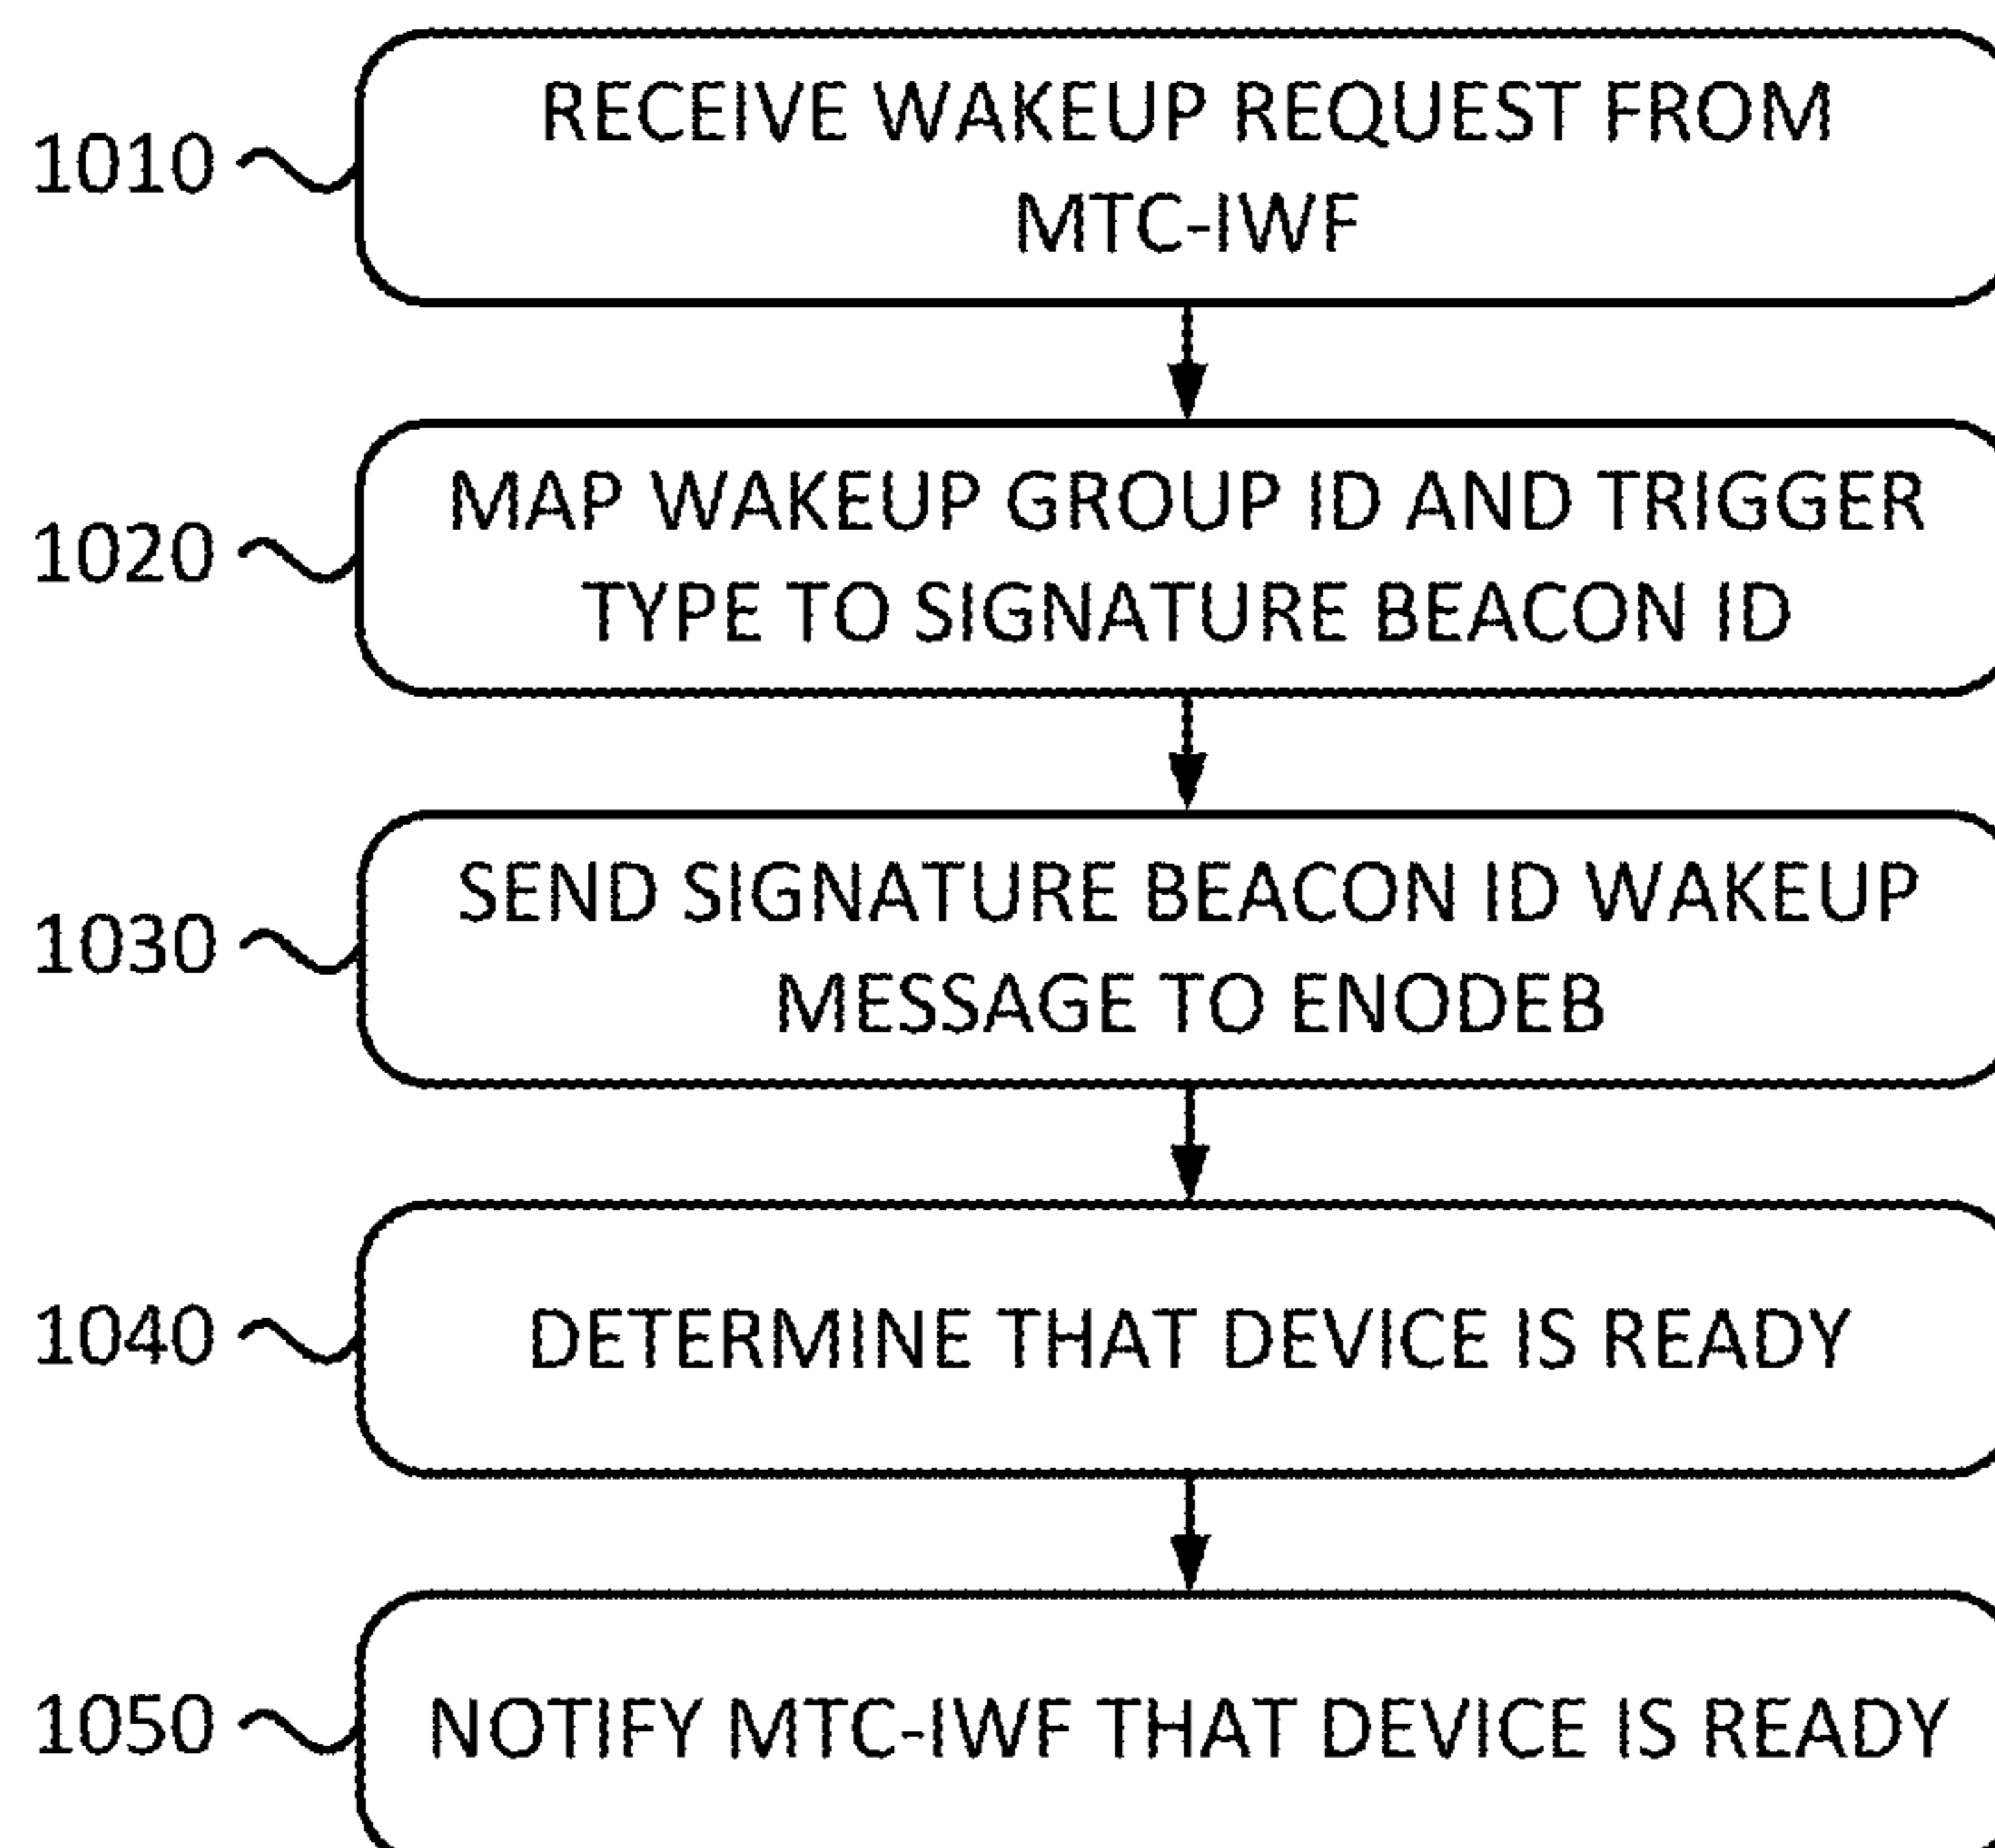 1010
RECEIVE WAKEUP REQUEST FROM
MTC-IWF
1020
MAP WAKEUP GROUP ID AND TRIGGER
TYPE TO SIGNATURE BEACON ID
1030
SEND SIGNATURE BEACON ID WAKEUP
MESSAGE TO ENODEB
1040
DETERMINE THAT DEVICE IS READY
1050
NOTIFY MTC-IWF THAT DEVICE IS READY